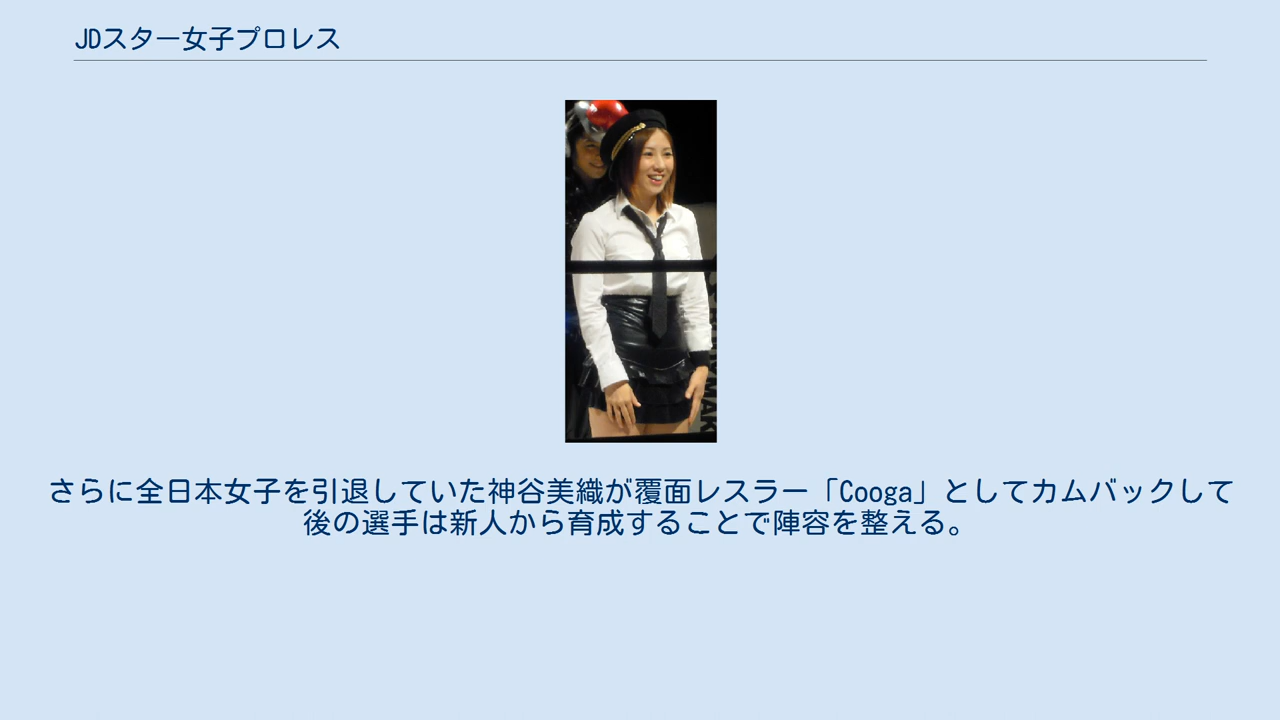 JDスター女子プロレス
さらに全日本女子を引退していた神谷美織が覆面レスラー「Cooga」としてカムバックして
後の選手は新人から育成することで陣容を整える。